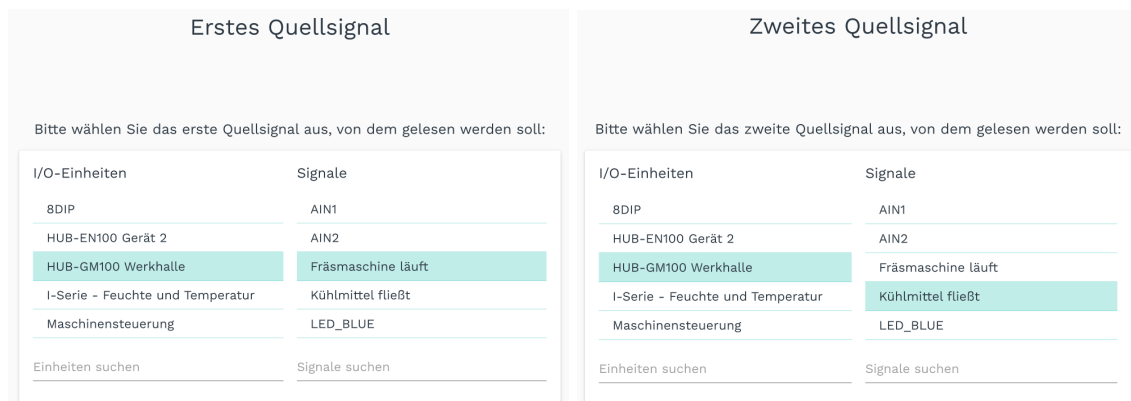 Erstes Quellsignal
Bitte wählen Sie das erste Quellsignal aus, von dem gelesen werden soll:
I/O-Einheiten Signale
8DIP AIN1
HUB-EN100 Gerät 2 AIN2
HUB-GM100 Werkhalle Fräsmaschine läuft
I-Serie - Feuchte und Temperatur Kühlmittel fließt
Maschinensteuerung LED_BLUE
Einheiten suchen Signale suchen
Zweites Quellsignal
Bitte wählen Sie das zweite Quellsignal aus, von dem gelesen werden soll:
I/O-Einheiten Signale
8DIP AIN1
HUB-EN100 Gerät 2 AIN2
HUB-GM100 Werkhalle Fräsmaschine läuft
I-Serie - Feuchte und Temperatur Kühlmittel fließt
Maschinensteuerung LED_BLUE
Einheiten suchen Signale suchen